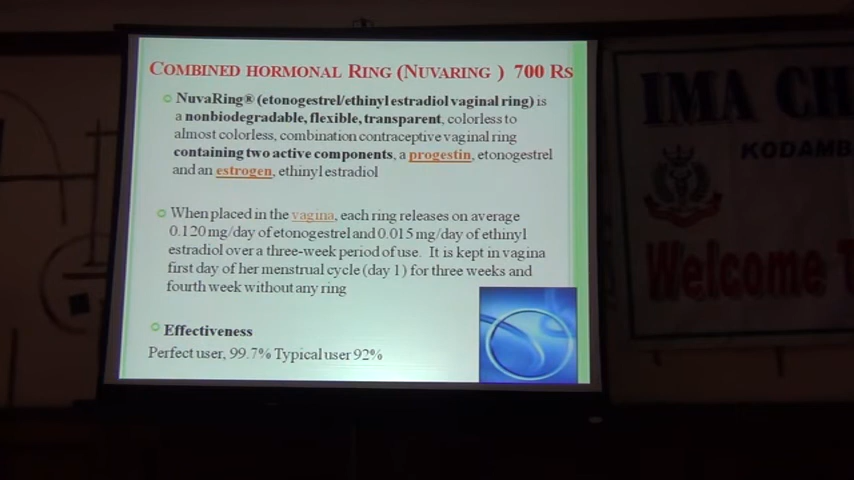 COMBINED HORMONAL RING (NUVARING ) 700 RS
NuvaRing® (etonogestrel/ethinyl estradiol vaginal ring) is
a nonbiodegradable, flexible, transparent, colorless to
almost colorless, combination contraceptive vaginal ring
containing two active components, a progestin, etonogestrel
and an estrogen, ethinyl estradiol
When placed in the vagina, each ring releases on average
0.120 mg/day of etonogestrel and 0.015 mg/day of ethinyl
estradiol over a three-week period of use. It is kept in vagina
first day of her menstrual cycle (day 1) for three weeks and
fourth week without any ring
Effectiveness
Perfect user, 99.7% Typical user 92%
IMA CH
KODAMB
Welcome T